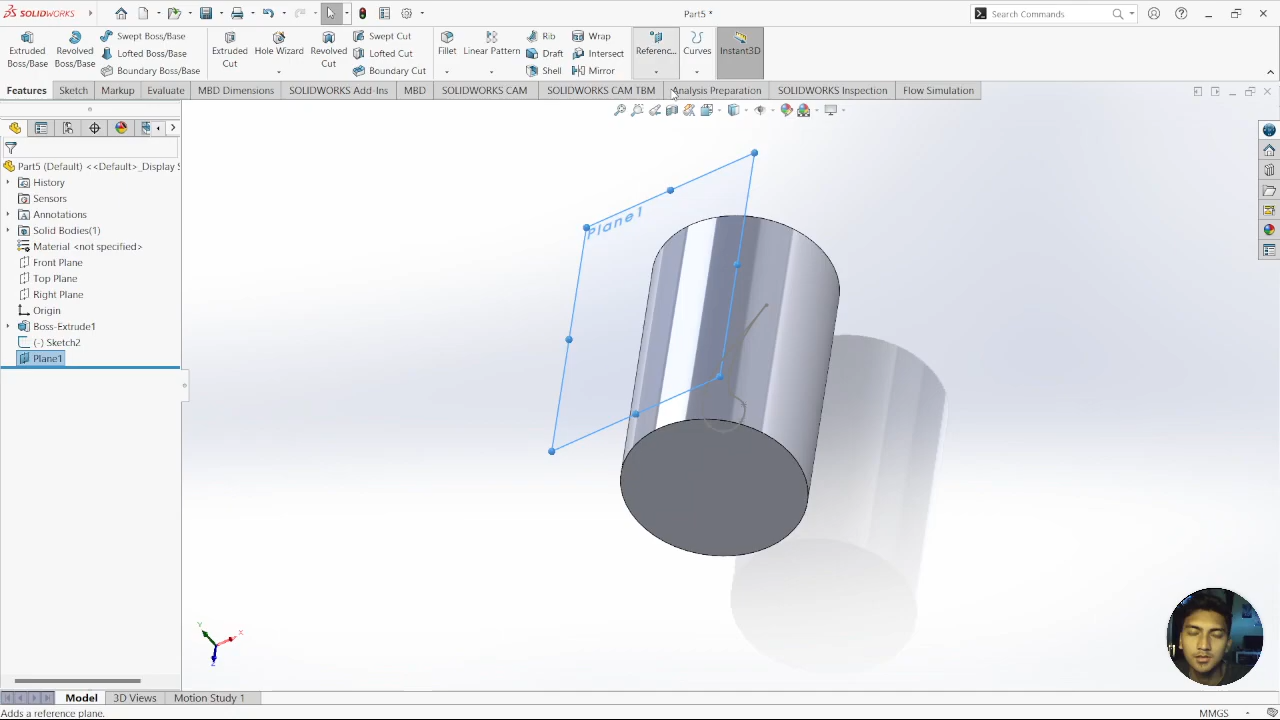 SOLIDWORKS
Part5 *
Search Commands
Extruded Boss/Base
Revolved Boss/Base
Swept Boss/Base
Lofted Boss/Base
Boundary Boss/Base
Extruded Cut
Hole Wizard
Revolved Cut
Swept Cut
Lofted Cut
Boundary Cut
Fillet
Linear Pattern
Rib
Draft
Shell
Wrap
Intersect
Mirror
Referenc...
Curves
Instant3D
Features
Sketch
Markup
Evaluate
MBD Dimensions
SOLIDWORKS Add-Ins
MBD
SOLIDWORKS CAM
SOLIDWORKS CAM TBM
Analysis Preparation
SOLIDWORKS Inspection
Flow Simulation
Part5 (Default) <<Default>_Display S
History
Sensors
Annotations
Solid Bodies(1)
Material <not specified>
Front Plane
Top Plane
Right Plane
Origin
Boss-Extrude1
(-) Sketch2
Plane1
Plane1
Y
X
Z
Model
3D Views
Motion Study 1
Adds a reference plane.
MMGS